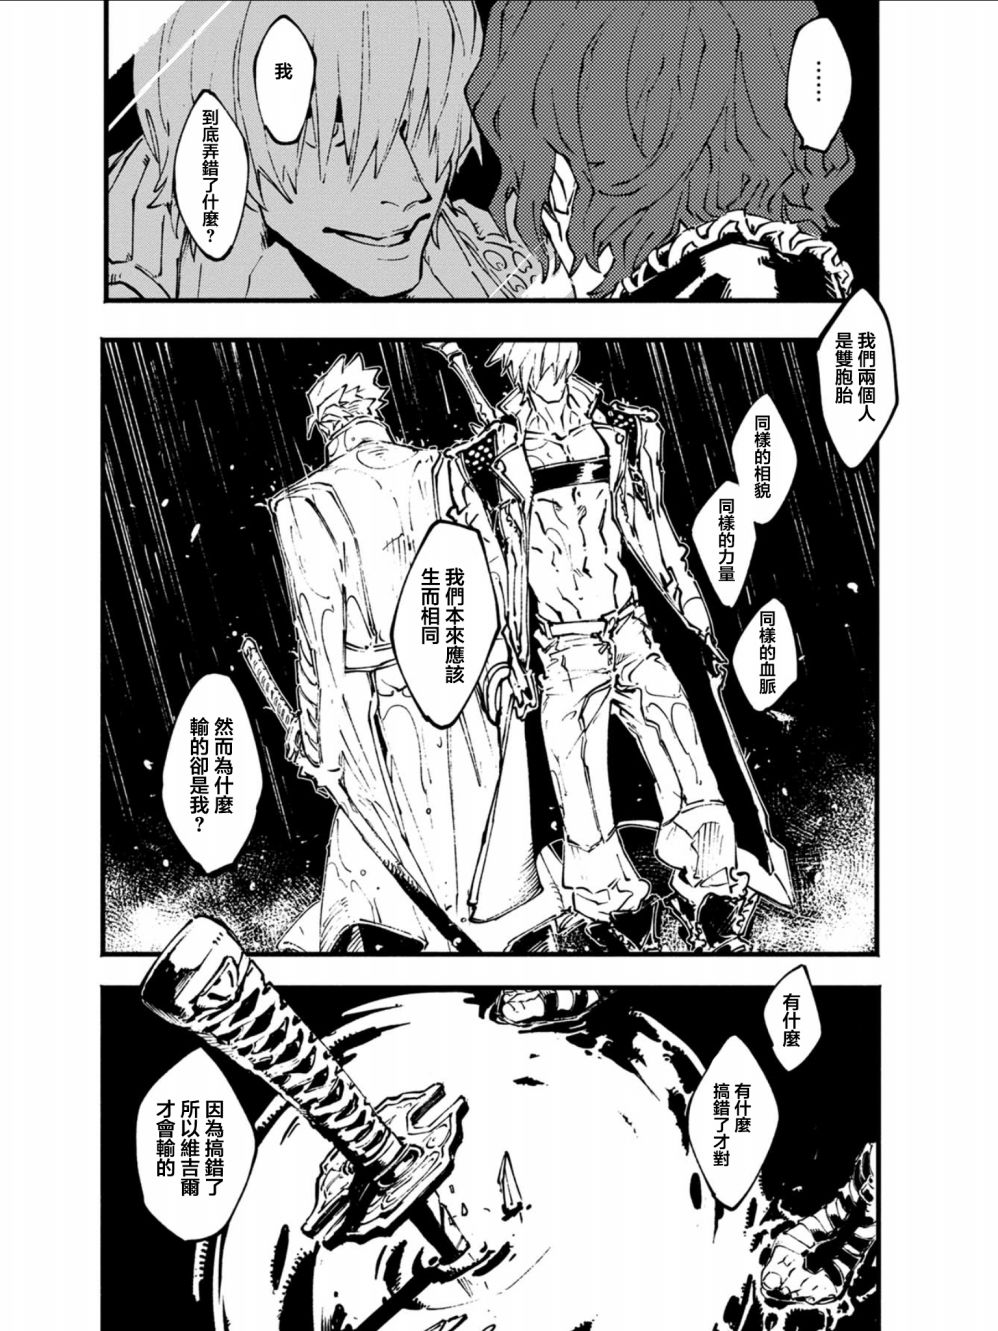 ……
我
到底弄錯了什麼？
我們兩個人
是雙胞胎
同樣的相貌
同樣的力量
同樣的血脈
我們本來應該
生而相同
然而為什麼
輸的卻是我？
有什麼
有什麼
搞錯了才對
因為搞錯了
所以維吉爾
才會輸的